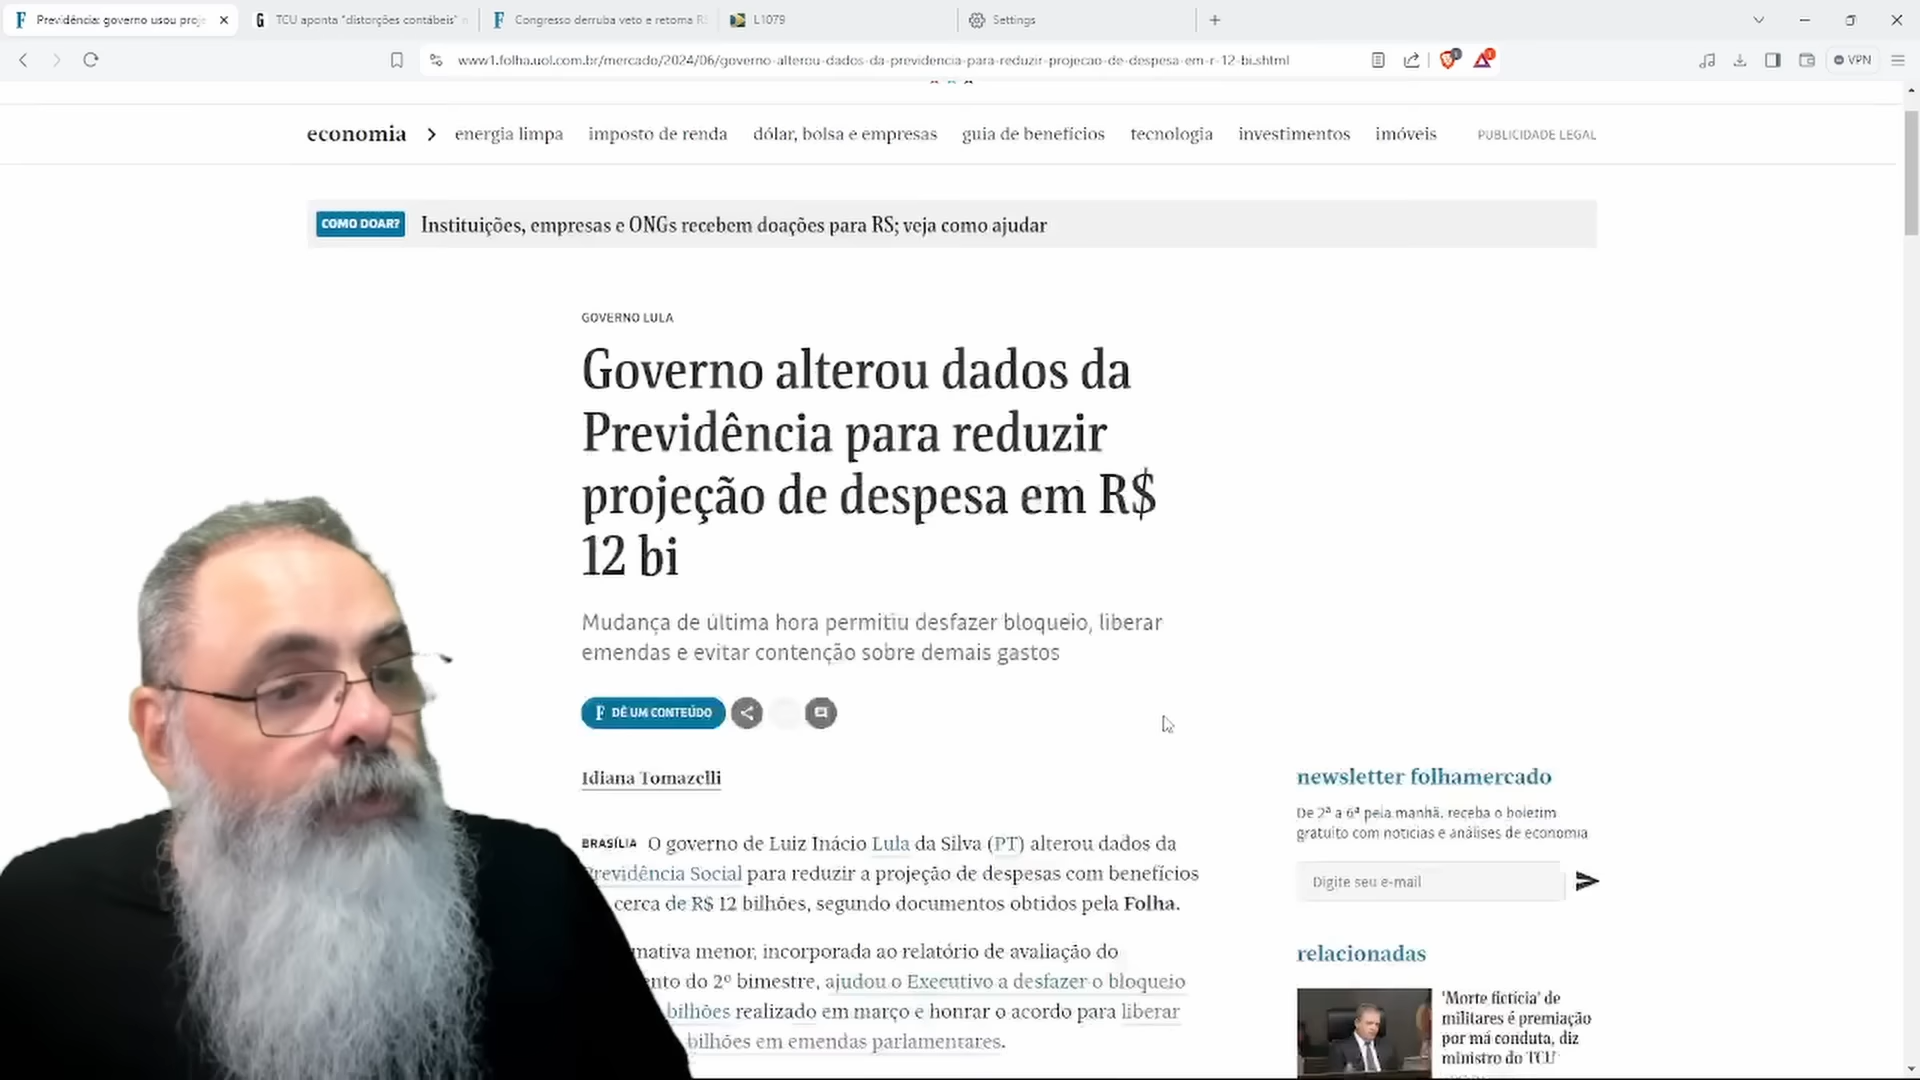 Previdência: governo usou proje
TCU aponta "distorções contábeis" n
Congresso derruba veto e retoma R$
L1079
Settings
www1.folha.uol.com.br/mercado/2024/06/governo-alterou-dados-da-previdencia-para-reduzir-projecao-de-despesa-em-r-12-bi.shtml
VPN
economia
energia limpa
imposto de renda
dólar, bolsa e empresas
guia de benefícios
tecnologia
investimentos
imóveis
PUBLICIDADE LEGAL
COMO DOAR?
Instituições, empresas e ONGs recebem doações para RS; veja como ajudar
GOVERNO LULA
Governo alterou dados da
Previdência para reduzir
projeção de despesa em R$
12 bi
Mudança de última hora permitiu desfazer bloqueio, liberar
emendas e evitar contenção sobre demais gastos
F DÊ UM CONTEÚDO
Idiana Tomazelli
BRASÍLIA O governo de Luiz Inácio Lula da Silva (PT) alterou dados da
Previdência Social para reduzir a projeção de despesas com benefícios
cerca de R$ 12 bilhões, segundo documentos obtidos pela Folha.
mativa menor, incorporada ao relatório de avaliação do
nto do 2º bimestre, ajudou o Executivo a desfazer o bloqueio
bilhões realizado em março e honrar o acordo para liberar
bilhões em emendas parlamentares.
newsletter folhamercado
De 2ª a 6ª pela manhã, receba o boletim
gratuito com notícias e análises de economia
Digite seu e-mail
relacionadas
'Morte fictícia' de
militares é premiação
por má conduta, diz
ministro do TCU